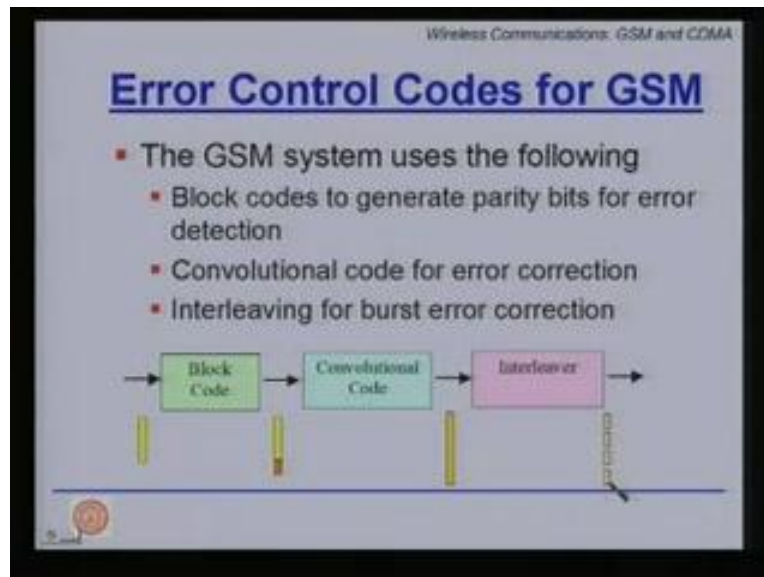 Wireless Communications: GSM and CDMA
Error Control Codes for GSM
▪ The GSM system uses the following
▪ Block codes to generate parity bits for error
detection
▪ Convolutional code for error correction
▪ Interleaving for burst error correction
Block
Code
Convolutional
Code
Interleaver